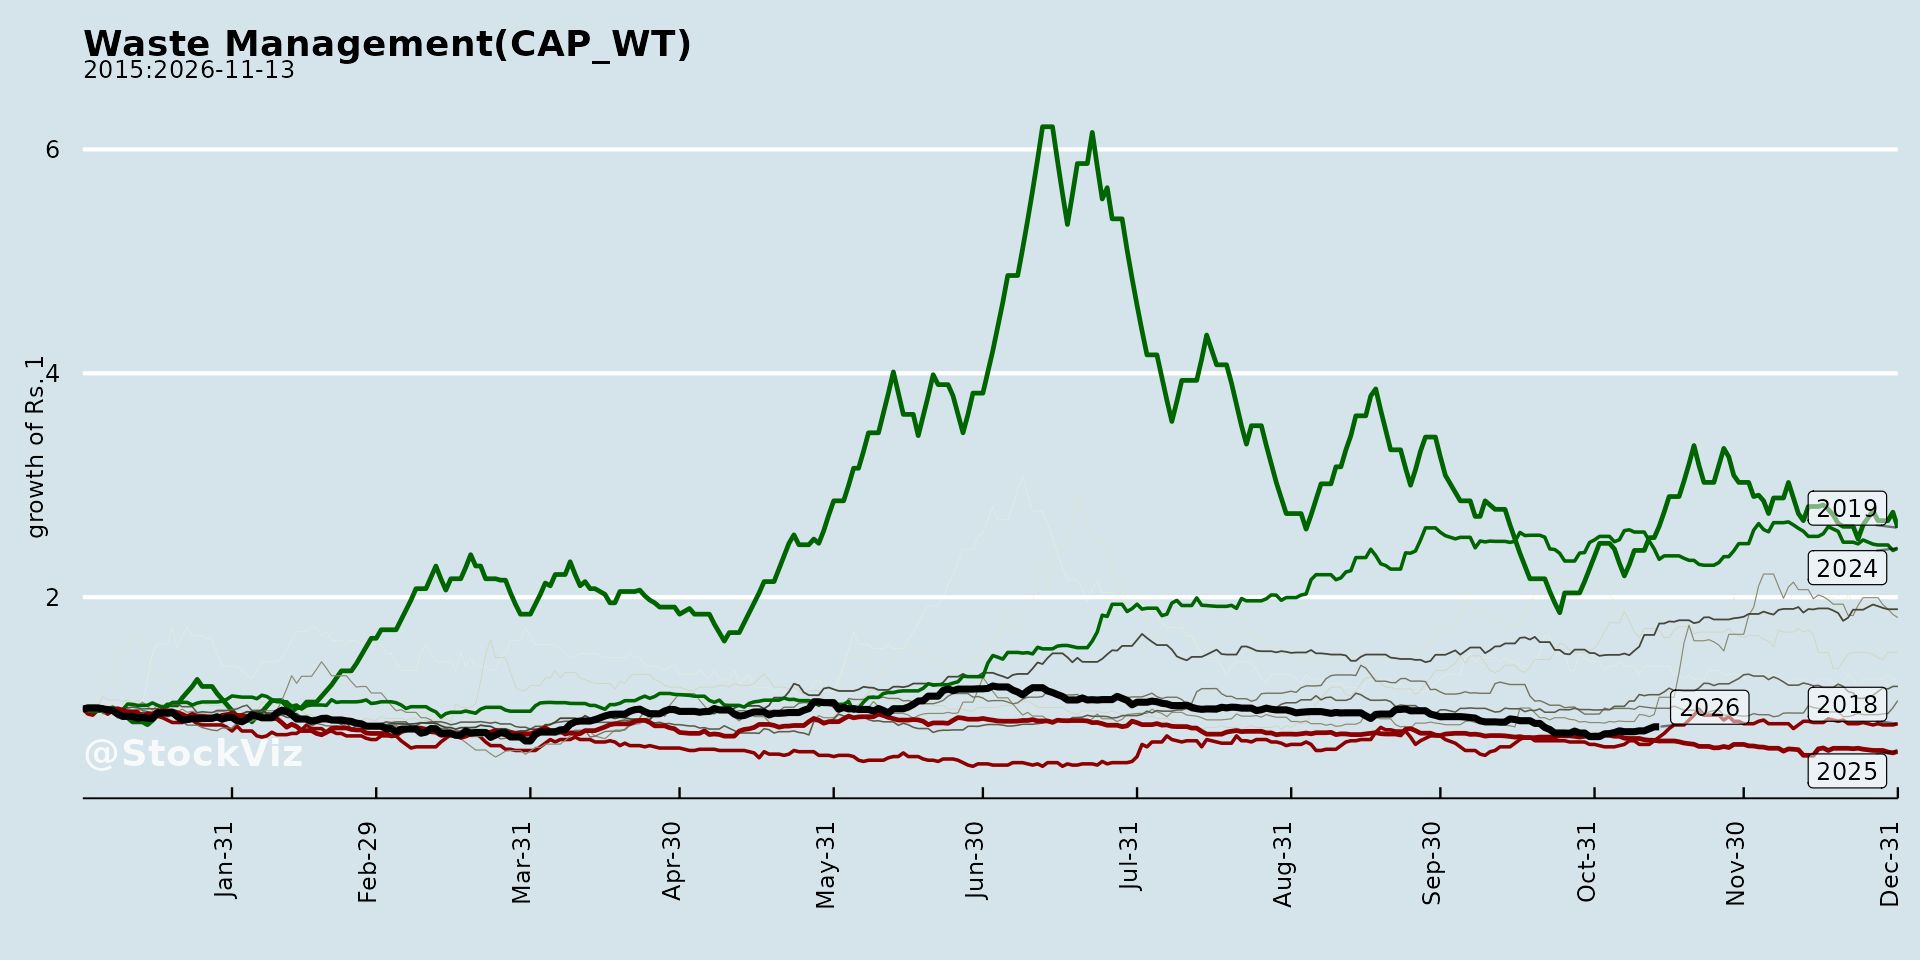 Waste Management(CAP_WT)
2015:2026-11-13
growth of Rs. 1
6
4
2
2019
2024
2026
2018
2025
@StockViz
Jan-31
Feb-29
Mar-31
Apr-30
May-31
Jun-30
Jul-31
Aug-31
Sep-30
Oct-31
Nov-30
Dec-31